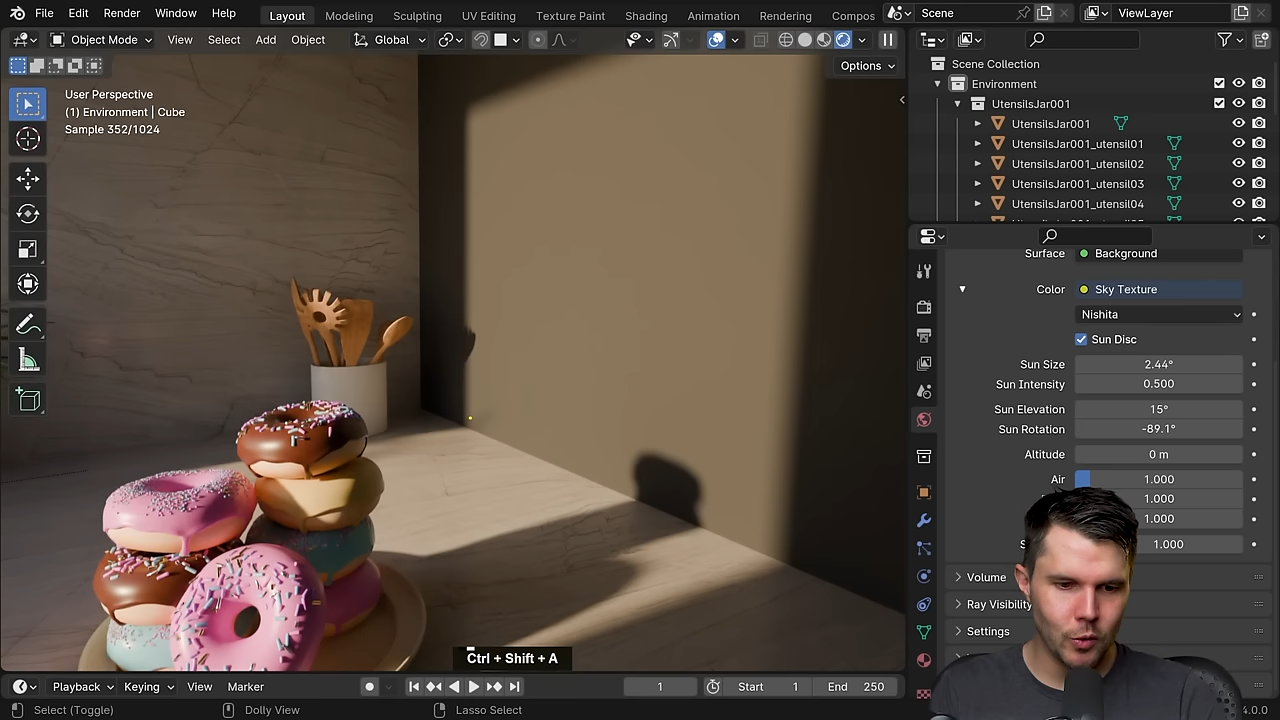 File Edit Render Window Help Layout Modeling Sculpting UV Editing Texture Paint Shading Animation Rendering Compos Scene ViewLayer
Object Mode View Select Add Object Global
Options
User Perspective
(1) Environment | Cube
Sample 352/1024
Scene Collection
Environment
UtensilsJar001
UtensilsJar001
UtensilsJar001_utensil01
UtensilsJar001_utensil02
UtensilsJar001_utensil03
UtensilsJar001_utensil04
Surface Background
Color Sky Texture
Nishita
Sun Disc
Sun Size 2.44°
Sun Intensity 0.500
Sun Elevation 15°
Sun Rotation -89.1°
Altitude 0 m
Air 1.000
1.000
1.000
1.000
Volume
Ray Visibility
Settings
Ctrl + Shift + A
Playback Keying View Marker 1 Start 1 End 250
Select (Toggle) Dolly View Lasso Select 4.0.0